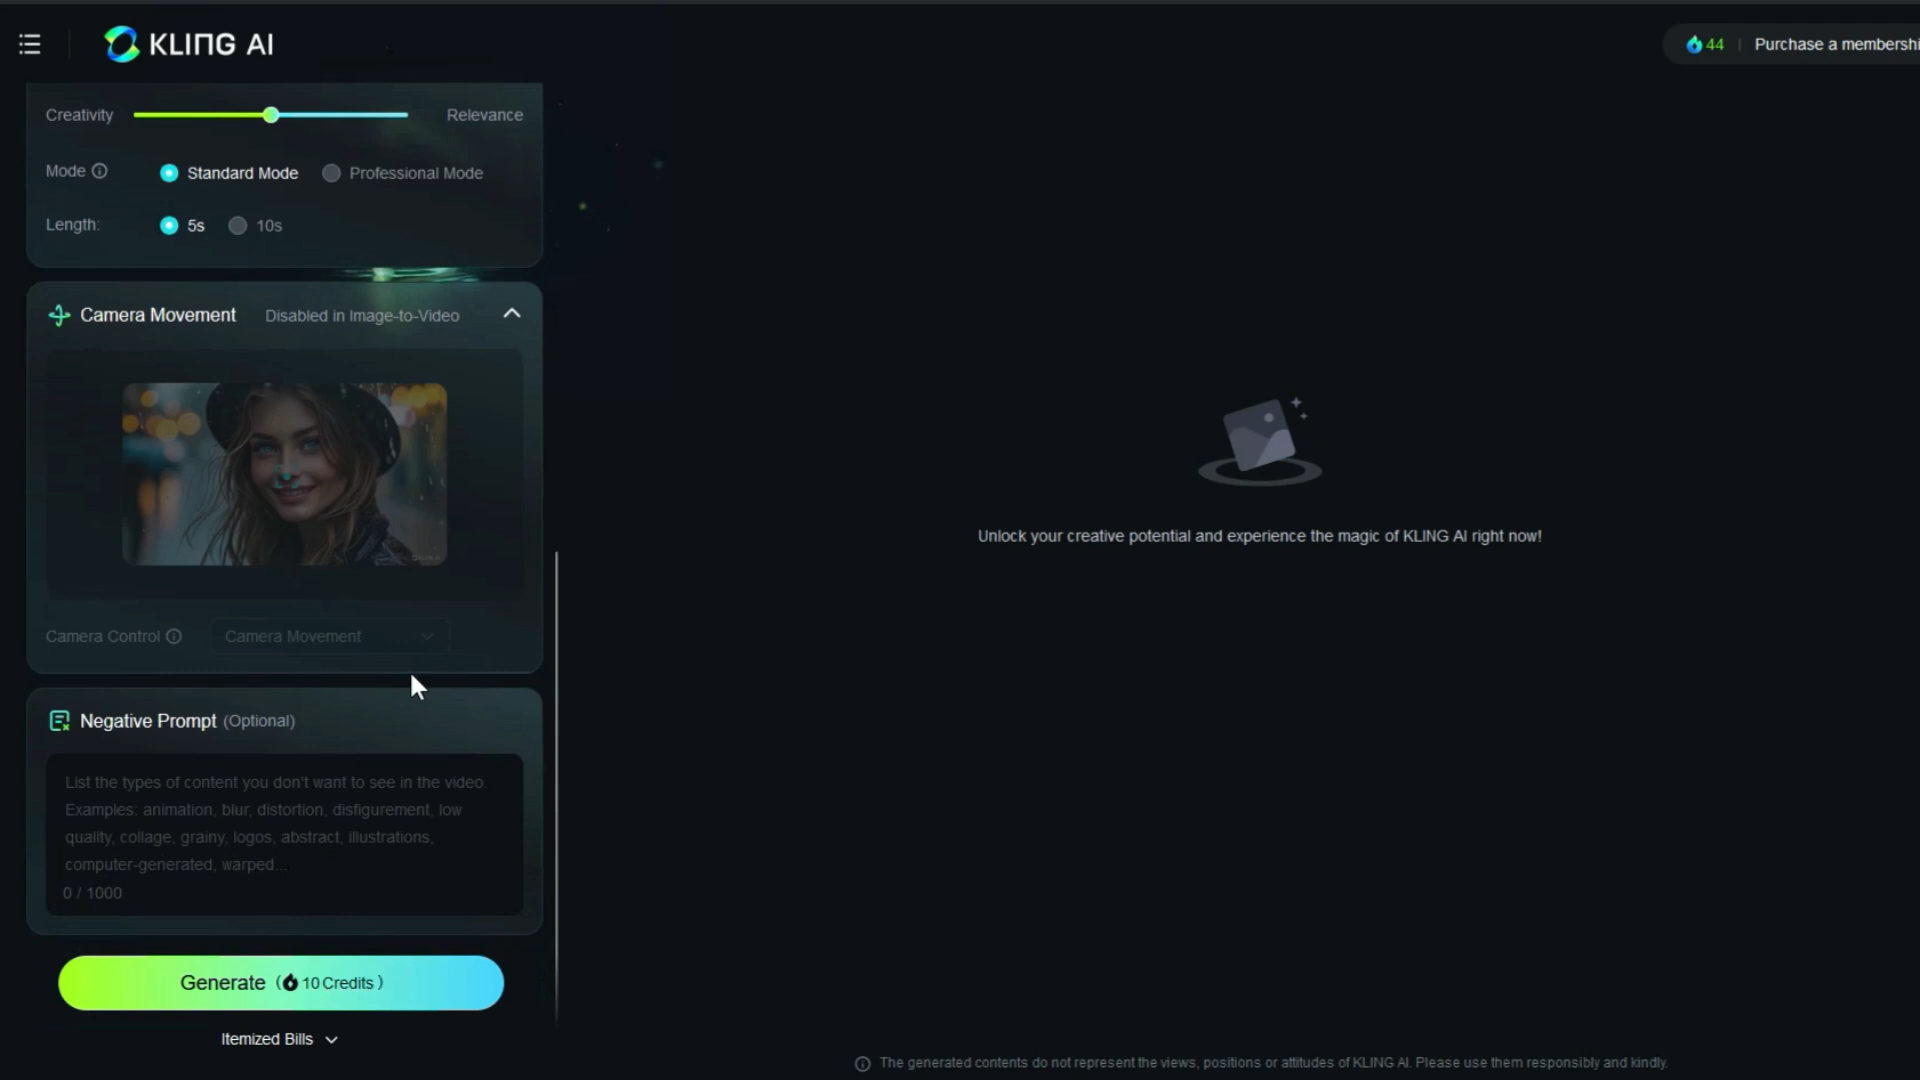 KLING AI
44 | Purchase a membershi
Creativity Relevance
Mode Standard Mode Professional Mode
Length: 5s 10s
Camera Movement Disabled in Image-to-Video
Camera Control Camera Movement
Unlock your creative potential and experience the magic of KLING AI right now!
Negative Prompt (Optional)
List the types of content you don't want to see in the video.
Examples: animation, blur, distortion, disfigurement, low
quality, collage, grainy, logos, abstract, illustrations,
computer-generated, warped...
0 / 1000
Generate ( 10 Credits )
Itemized Bills
The generated contents do not represent the views, positions or attitudes of KLING AI. Please use them responsibly and kindly.